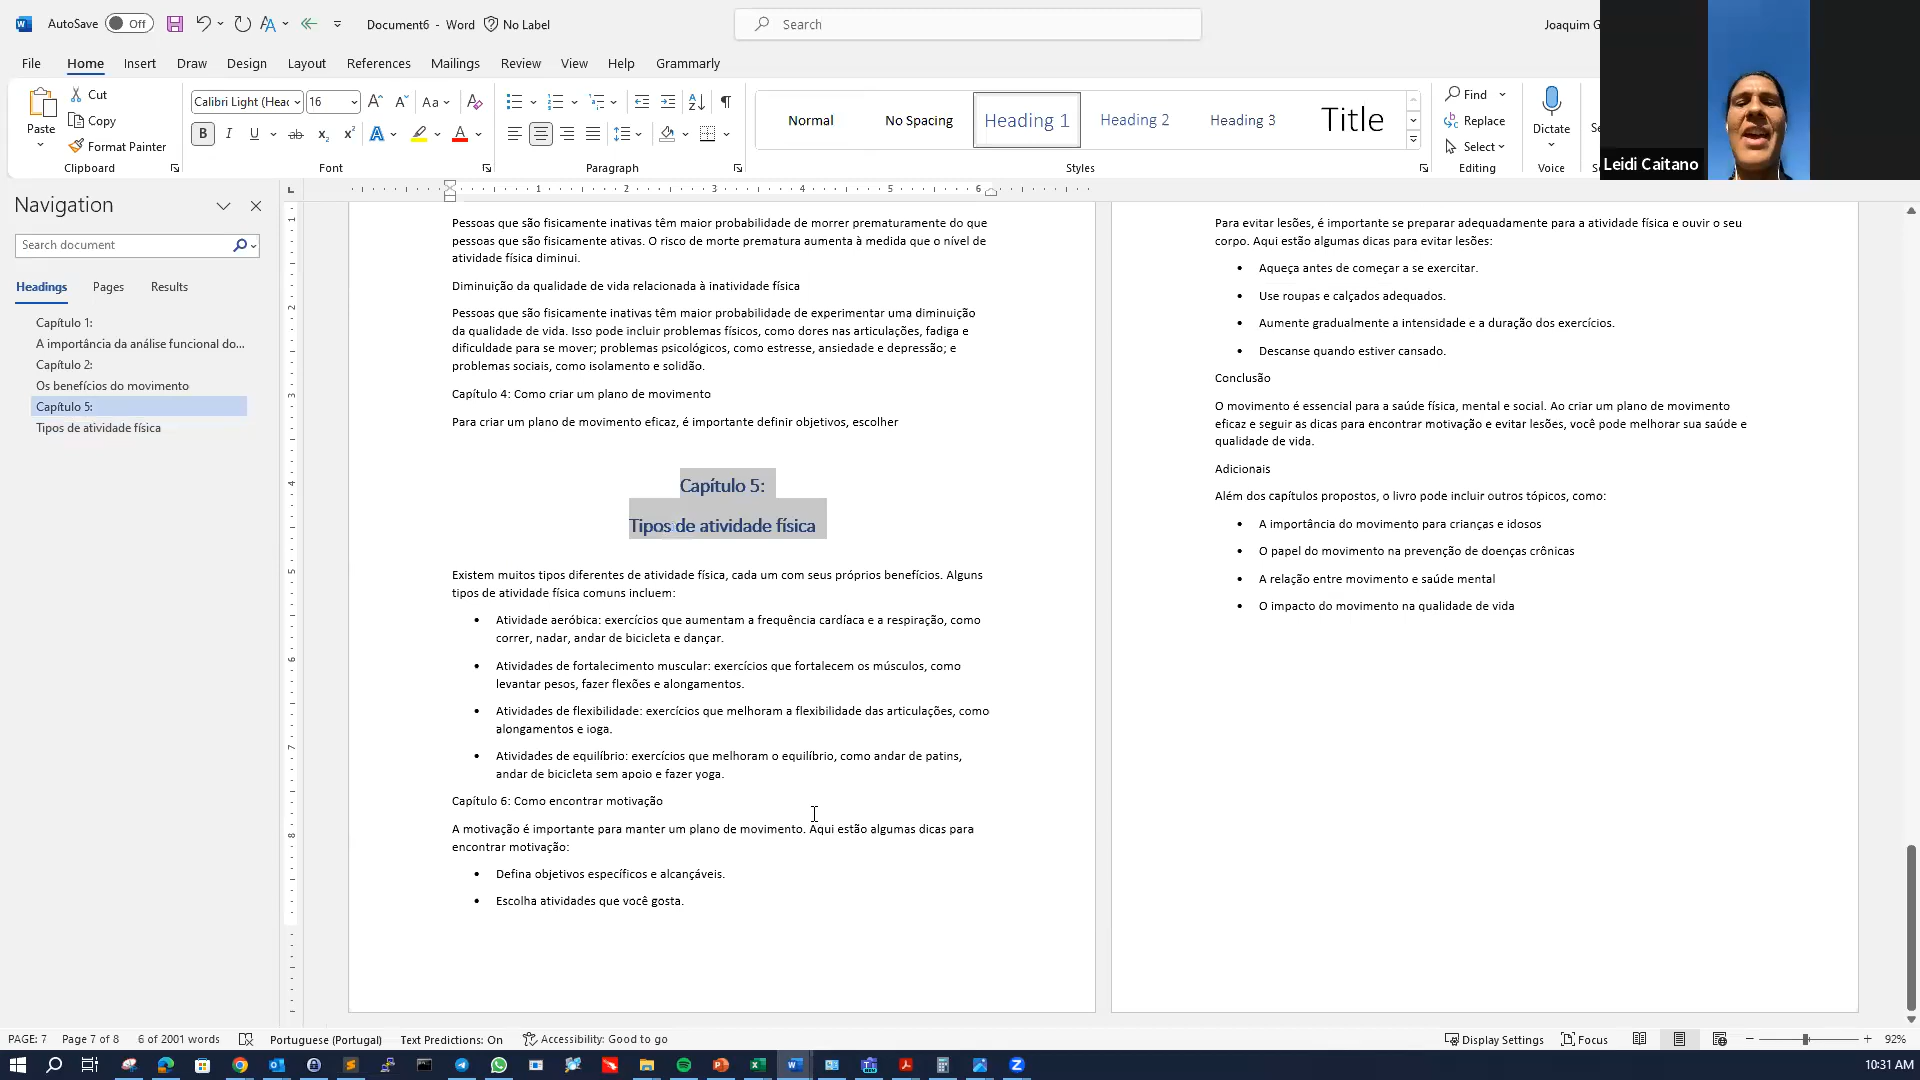 AutoSave Off Document6 - Word No Label Search Joaquim G
File Home Insert Draw Design Layout References Mailings Review View Help Grammarly
Paste Cut Copy Format Painter Clipboard
Calibri Light (Heac 16 Aa
B I U ab x₂ x² A A Font
Paragraph
Normal No Spacing Heading 1 Heading 2 Heading 3 Title Styles
Find Replace Select Editing
Dictate Voice
Leidi Caitano
Navigation
Search document
Headings Pages Results
Capítulo 1:
A importância da análise funcional do...
Capítulo 2:
Os benefícios do movimento
Capítulo 5:
Tipos de atividade física
1 2 3 4 5 6
Pessoas que são fisicamente inativas têm maior probabilidade de morrer prematuramente do que
pessoas que são fisicamente ativas. O risco de morte prematura aumenta à medida que o nível de
atividade física diminui.
Diminuição da qualidade de vida relacionada à inatividade física
Pessoas que são fisicamente inativas têm maior probabilidade de experimentar uma diminuição
da qualidade de vida. Isso pode incluir problemas físicos, como dores nas articulações, fadiga e
dificuldade para se mover; problemas psicológicos, como estresse, ansiedade e depressão; e
problemas sociais, como isolamento e solidão.
Capítulo 4: Como criar um plano de movimento
Para criar um plano de movimento eficaz, é importante definir objetivos, escolher
Capítulo 5:
Tipos de atividade física
Existem muitos tipos diferentes de atividade física, cada um com seus próprios benefícios. Alguns
tipos de atividade física comuns incluem:
• Atividade aeróbica: exercícios que aumentam a frequência cardíaca e a respiração, como
correr, nadar, andar de bicicleta e dançar.
• Atividades de fortalecimento muscular: exercícios que fortalecem os músculos, como
levantar pesos, fazer flexões e alongamentos.
• Atividades de flexibilidade: exercícios que melhoram a flexibilidade das articulações, como
alongamentos e ioga.
• Atividades de equilíbrio: exercícios que melhoram o equilíbrio, como andar de patins,
andar de bicicleta sem apoio e fazer yoga.
Capítulo 6: Como encontrar motivação
A motivação é importante para manter um plano de movimento. Aqui estão algumas dicas para
encontrar motivação:
• Defina objetivos específicos e alcançáveis.
• Escolha atividades que você gosta.
Para evitar lesões, é importante se preparar adequadamente para a atividade física e ouvir o seu
corpo. Aqui estão algumas dicas para evitar lesões:
• Aqueça antes de começar a se exercitar.
• Use roupas e calçados adequados.
• Aumente gradualmente a intensidade e a duração dos exercícios.
• Descanse quando estiver cansado.
Conclusão
O movimento é essencial para a saúde física, mental e social. Ao criar um plano de movimento
eficaz e seguir as dicas para encontrar motivação e evitar lesões, você pode melhorar sua saúde e
qualidade de vida.
Adicionais
Além dos capítulos propostos, o livro pode incluir outros tópicos, como:
• A importância do movimento para crianças e idosos
• O papel do movimento na prevenção de doenças crônicas
• A relação entre movimento e saúde mental
• O impacto do movimento na qualidade de vida
PAGE: 7 Page 7 of 8 6 of 2001 words Portuguese (Portugal) Text Predictions: On Accessibility: Good to go Display Settings Focus 92%
10:31 AM